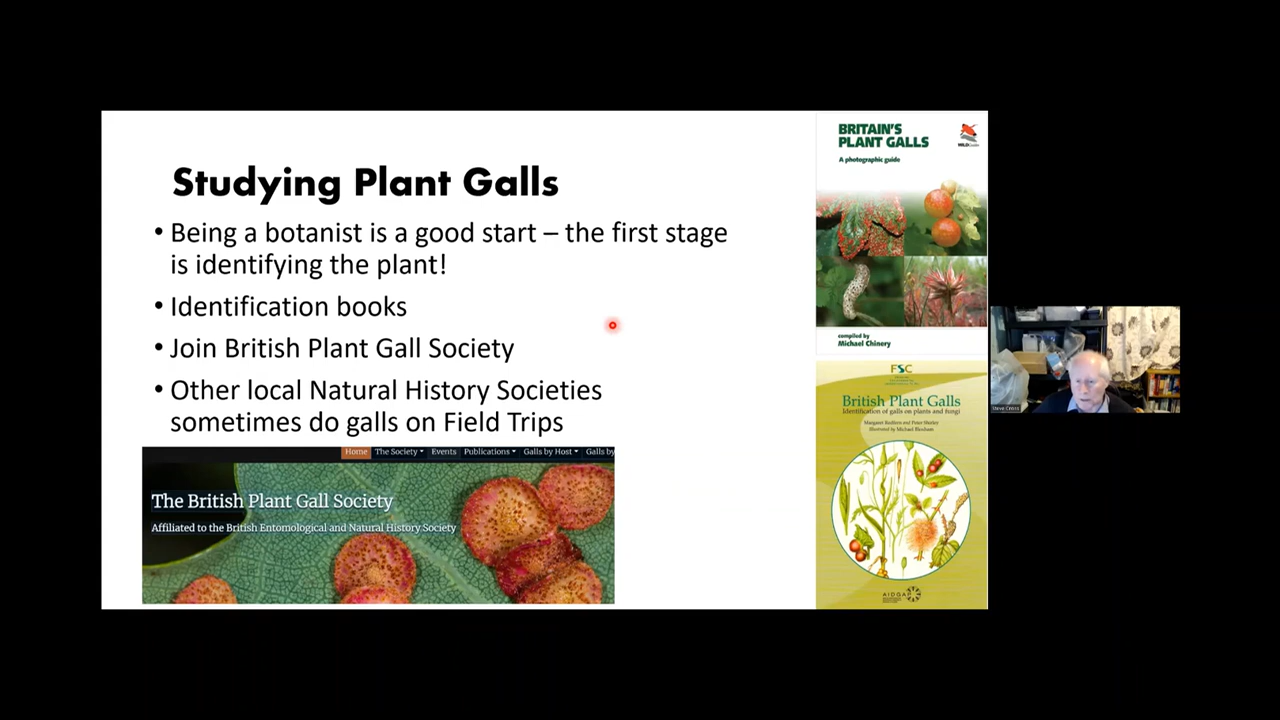 Studying Plant Galls
• Being a botanist is a good start – the first stage
is identifying the plant!
• Identification books
• Join British Plant Gall Society
• Other local Natural History Societies
sometimes do galls on Field Trips
Home The Society Events Publications Galls by Host Galls by
The British Plant Gall Society
Affiliated to the British Entomological and Natural History Society
BRITAIN'S
PLANT GALLS
A photographic guide
WILDGuides
compiled by
Michael Chinery
FSC
British Plant Galls
Identification of galls on plants and fungi
Margaret Redfern and Peter Shirley
Illustrated by Michael Bloxham
AIDGAP